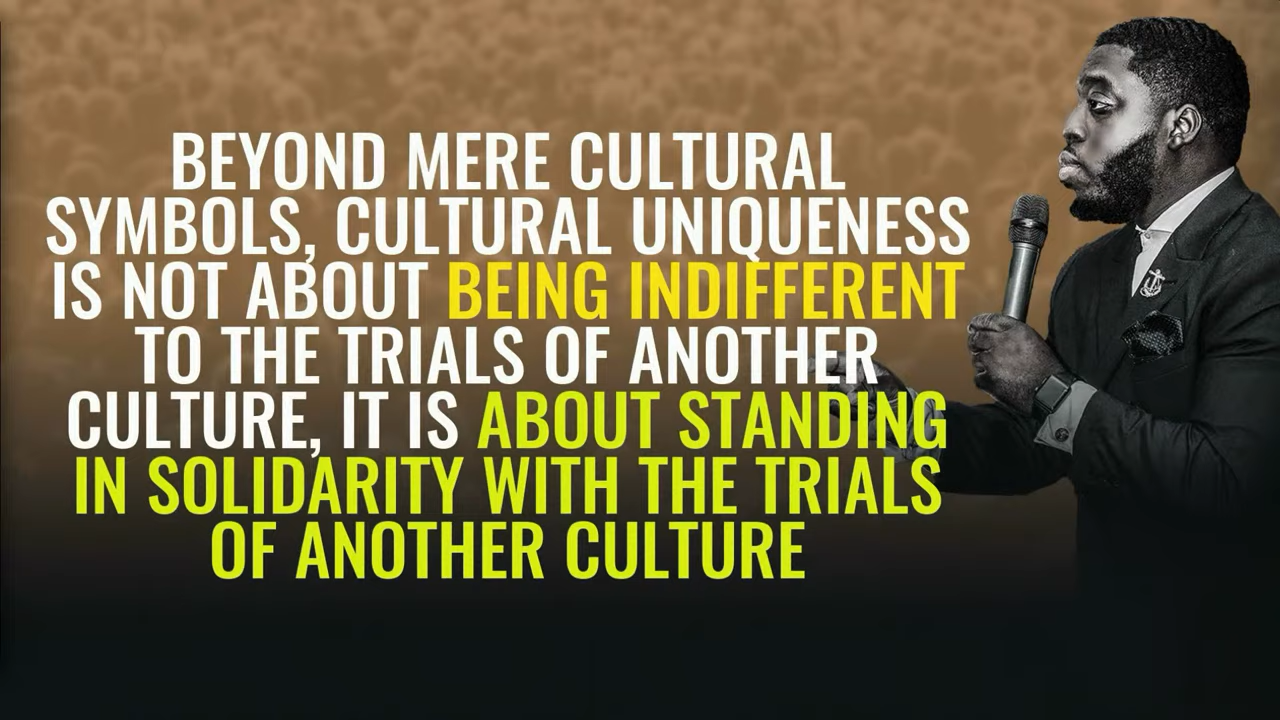 BEYOND MERE CULTURAL
SYMBOLS, CULTURAL UNIQUENESS
IS NOT ABOUT BEING INDIFFERENT
TO THE TRIALS OF ANOTHER
CULTURE, IT IS ABOUT STANDING
IN SOLIDARITY WITH THE TRIALS
OF ANOTHER CULTURE